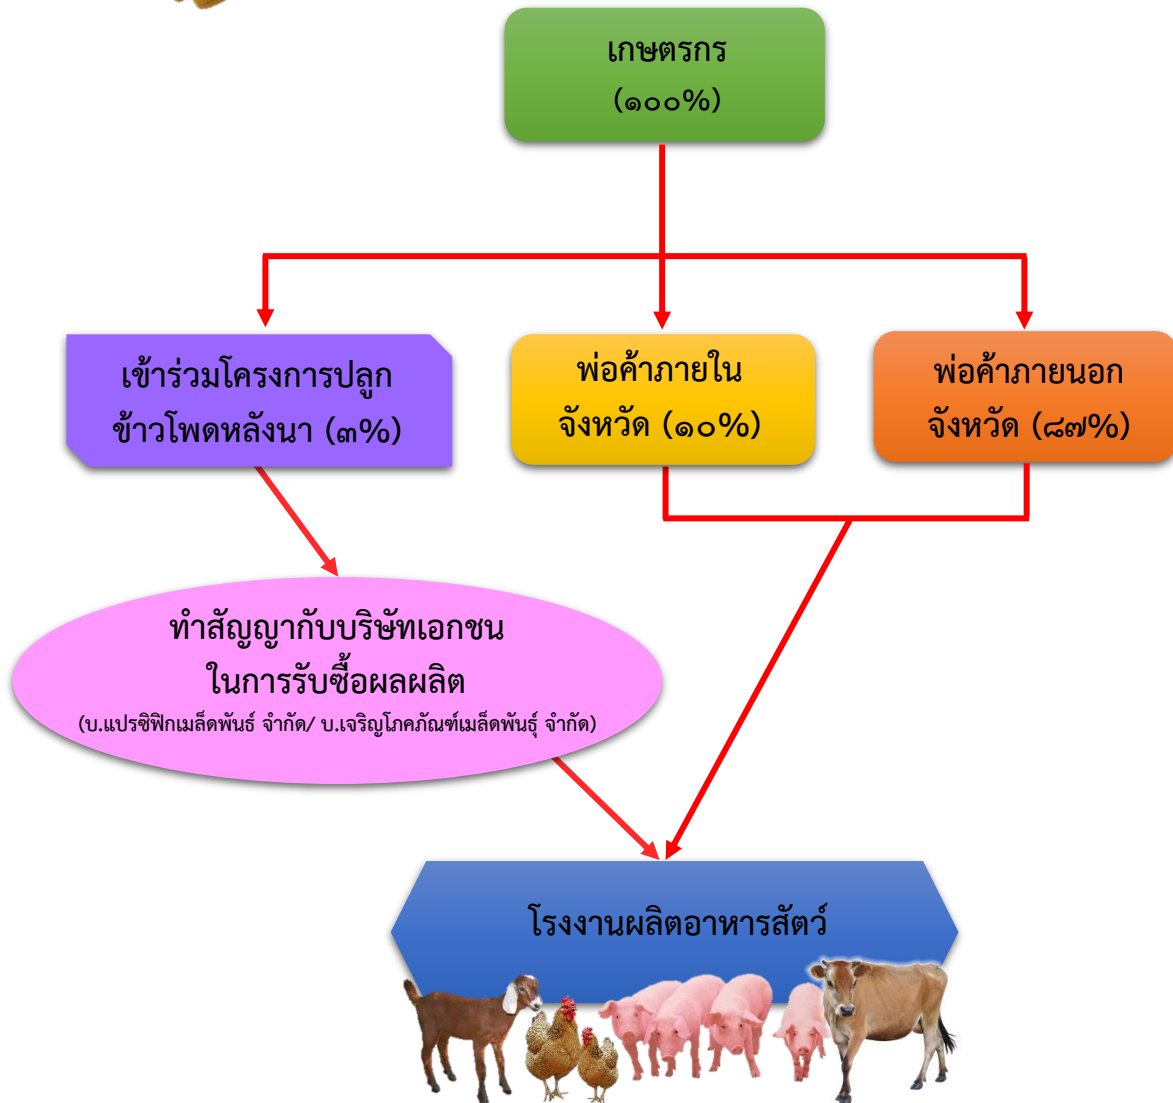 เกษตรกร
(๑๐๐%)
เข้าร่วมโครงการปลูก
ข้าวโพดหลังนา (๓%)
พ่อค้าภายใน
จังหวัด (๑๐%)
พ่อค้าภายนอก
จังหวัด (๘๗%)
ทำสัญญากับบริษัทเอกชน
ในการรับซื้อผลผลิต
(บ.แปรซิฟิกเมล็ดพันธ์ จำกัด/ บ.เจริญโภคภัณฑ์เมล็ดพันธุ์ จำกัด)
โรงงานผลิตอาหารสัตว์